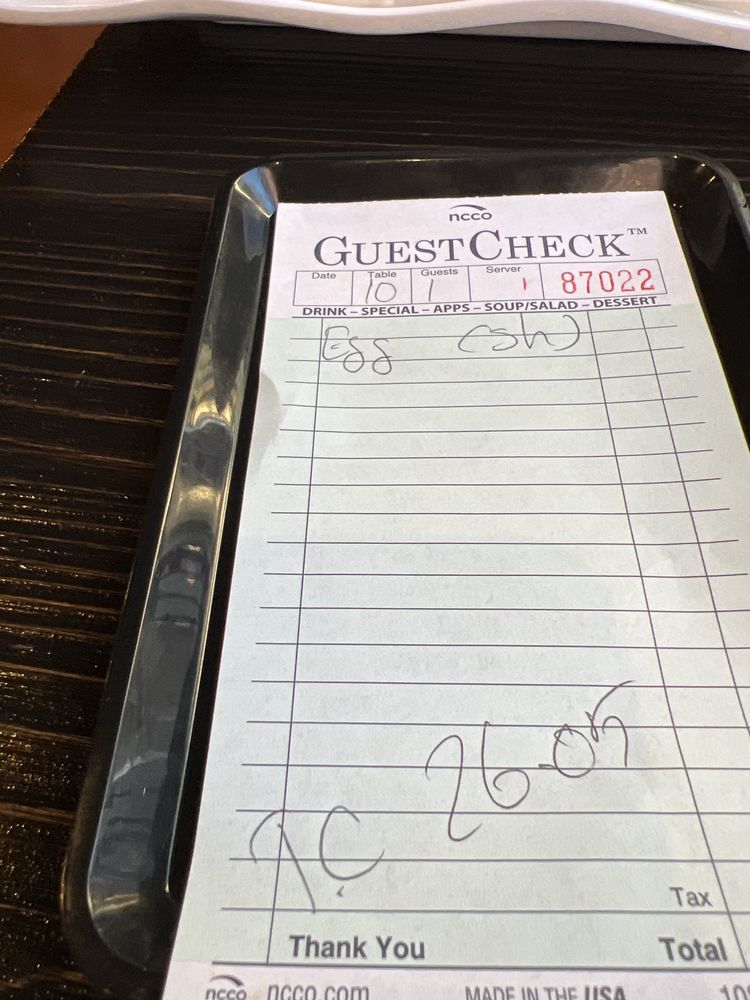 ncco
GUESTCHECK™
Date Table Guests Server
10 1 1 87022
DRINK – SPECIAL – APPS – SOUP/SALAD – DESSERT
Egg (Sh)
26.05
Tax
Thank You Total
ncco ncco.com MADE IN THE USA